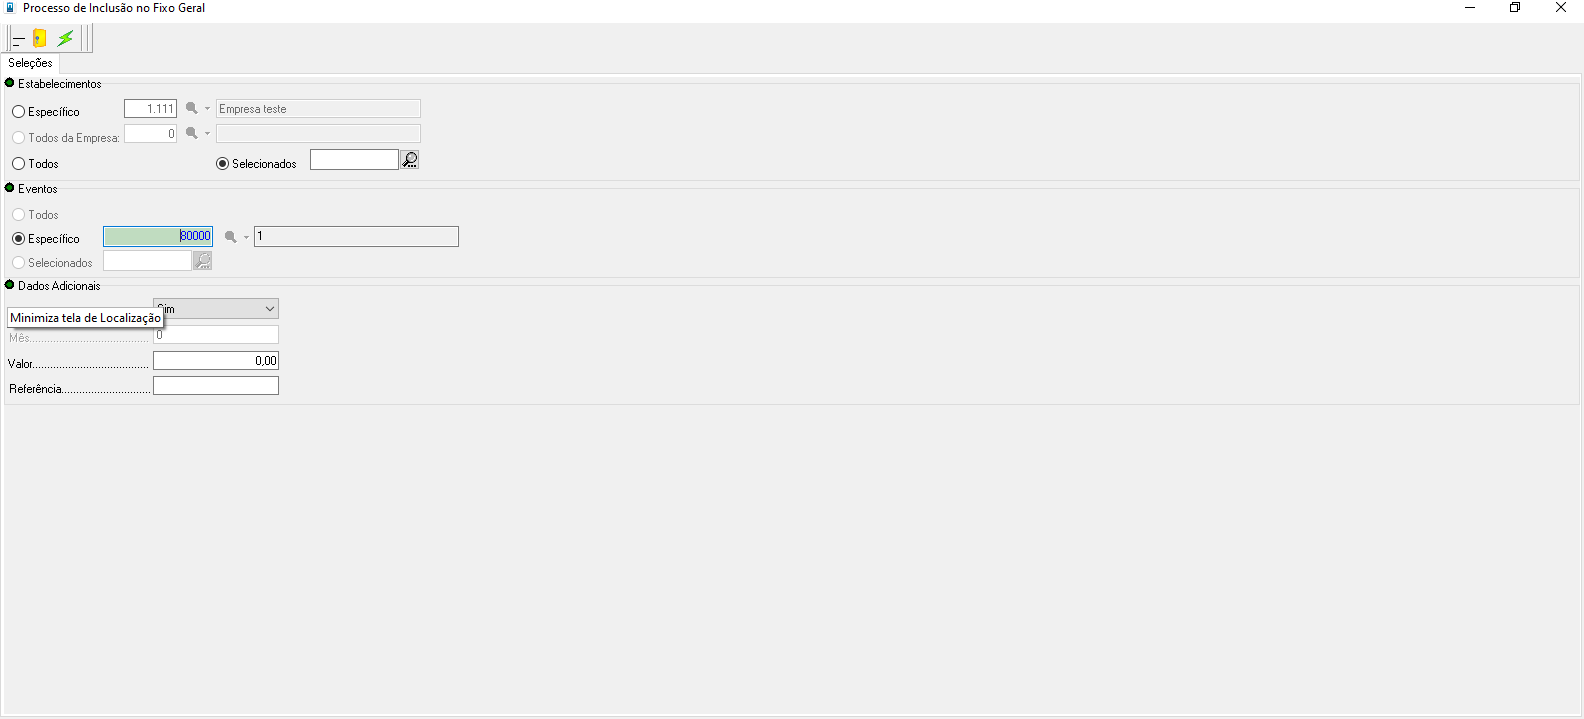 Processo de Inclusão no Fixo Geral
Seleções
Estabelecimentos
Específico 1.111 Empresa teste
Todos da Empresa: 0
Todos Selecionados
Eventos
Todos
Específico 80000 1
Selecionados
Dados Adicionais
Sim
Minimiza tela de Localização
Mês....................................... 0
Valor....................................... 0,00
Referência..............................